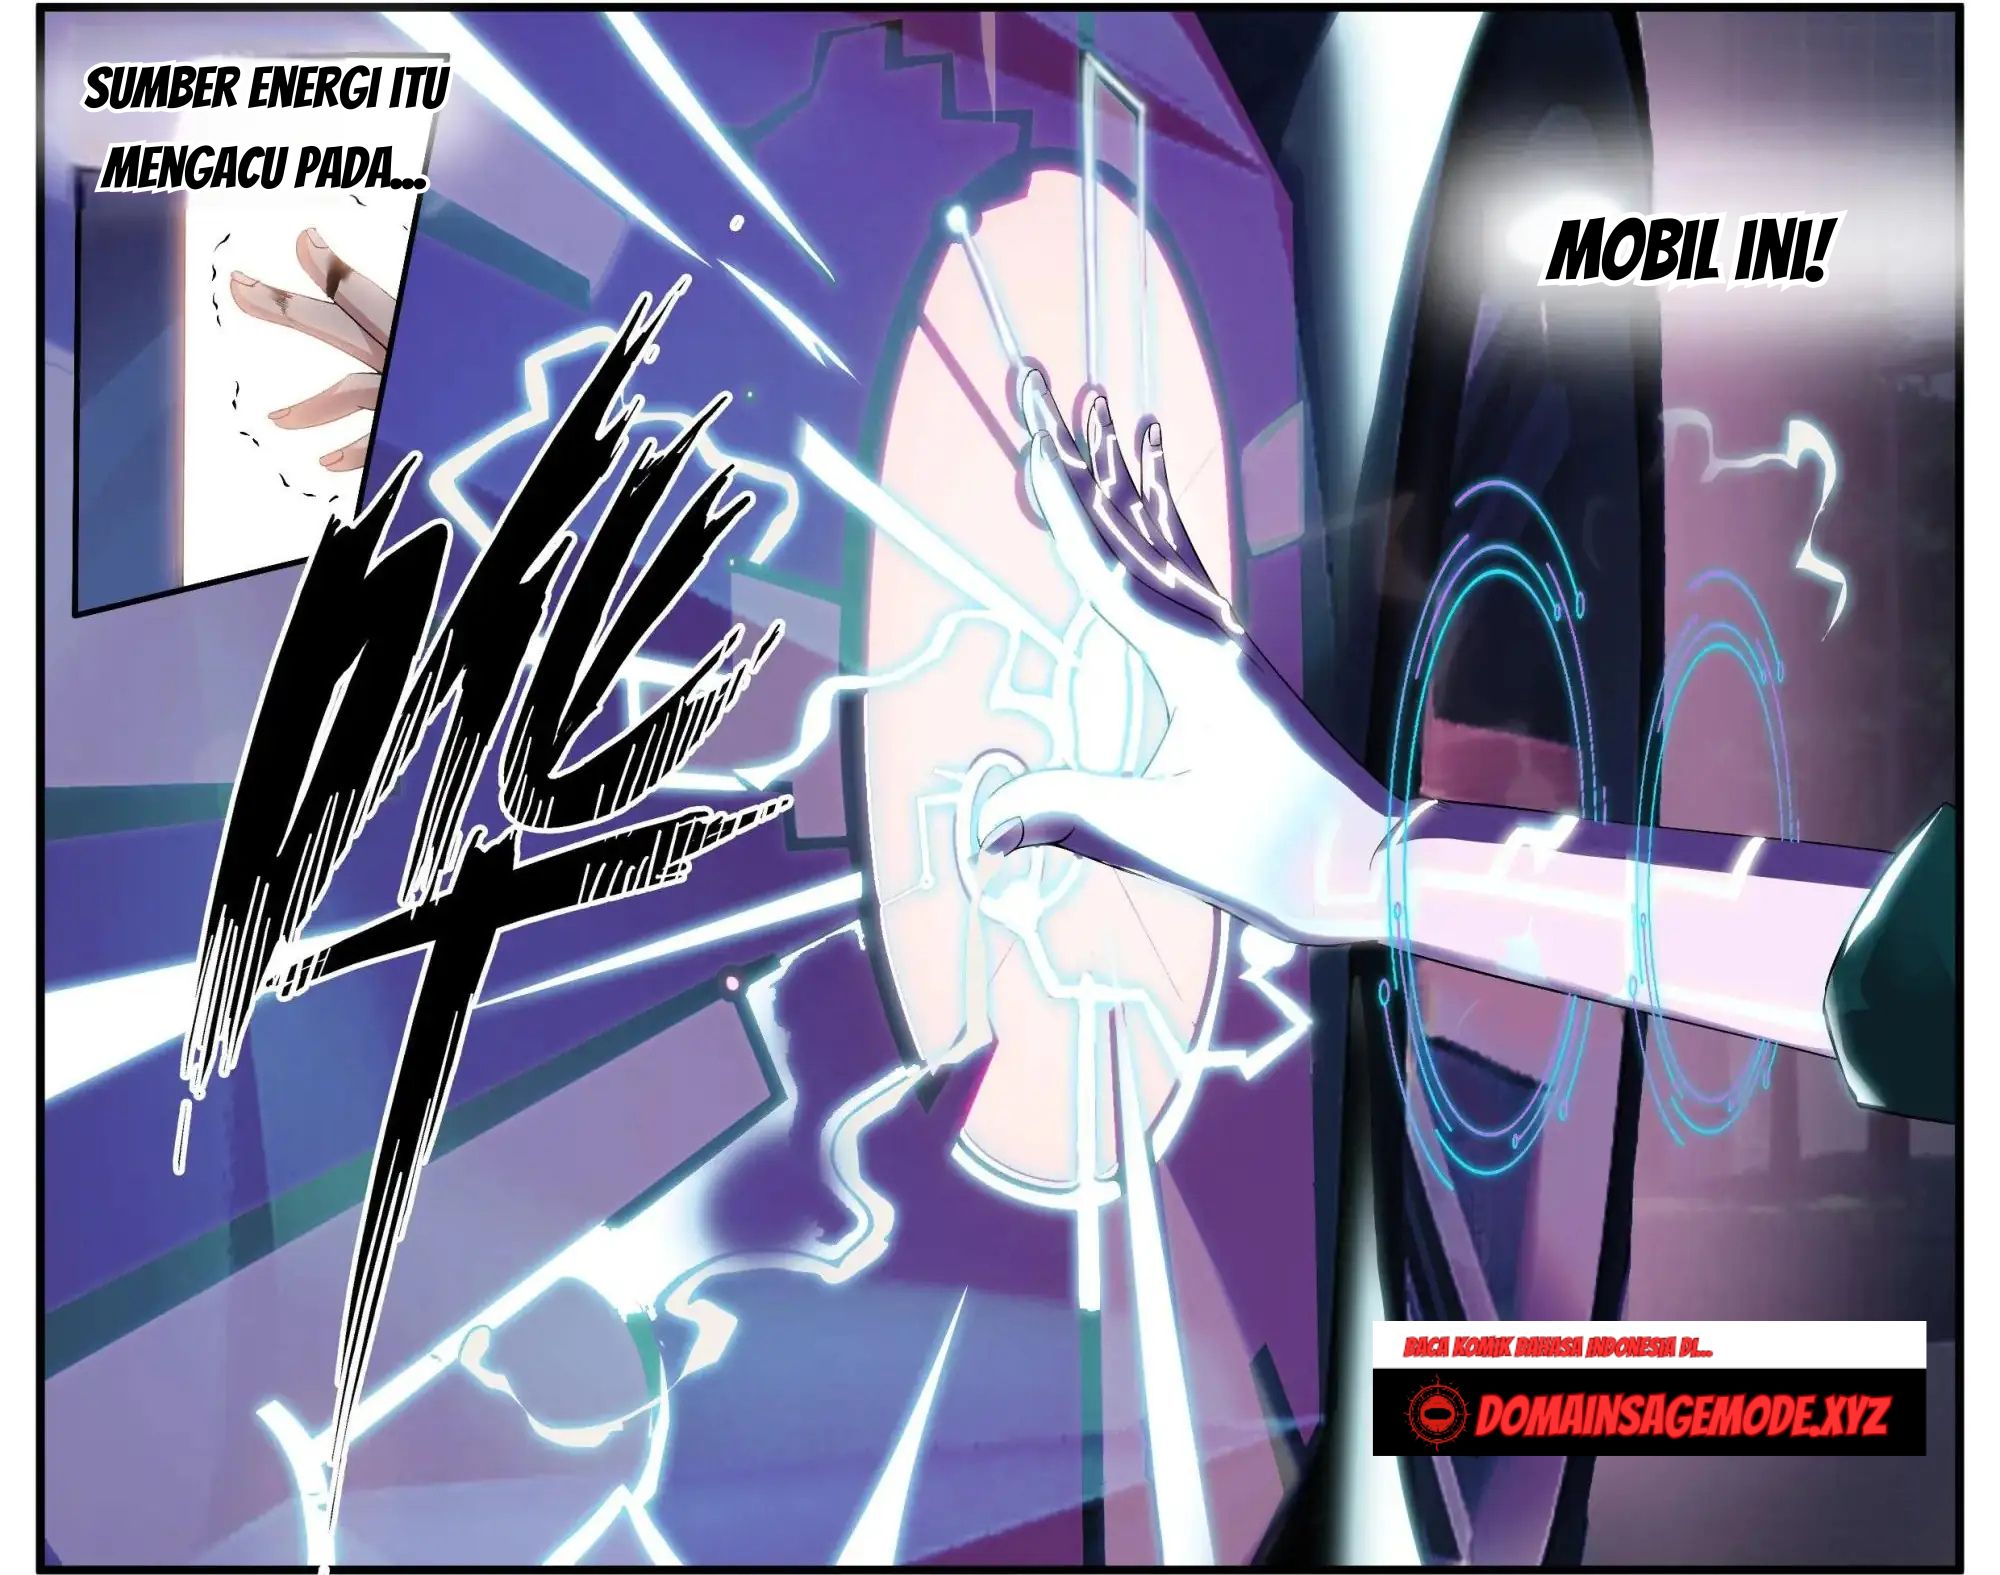 SUMBER ENERGI ITU
MENGACU PADA...
MOBIL INI!
BACA KOMIK BAHASA INDONESIA DI...
DOMAINSAGEMODE.XYZ